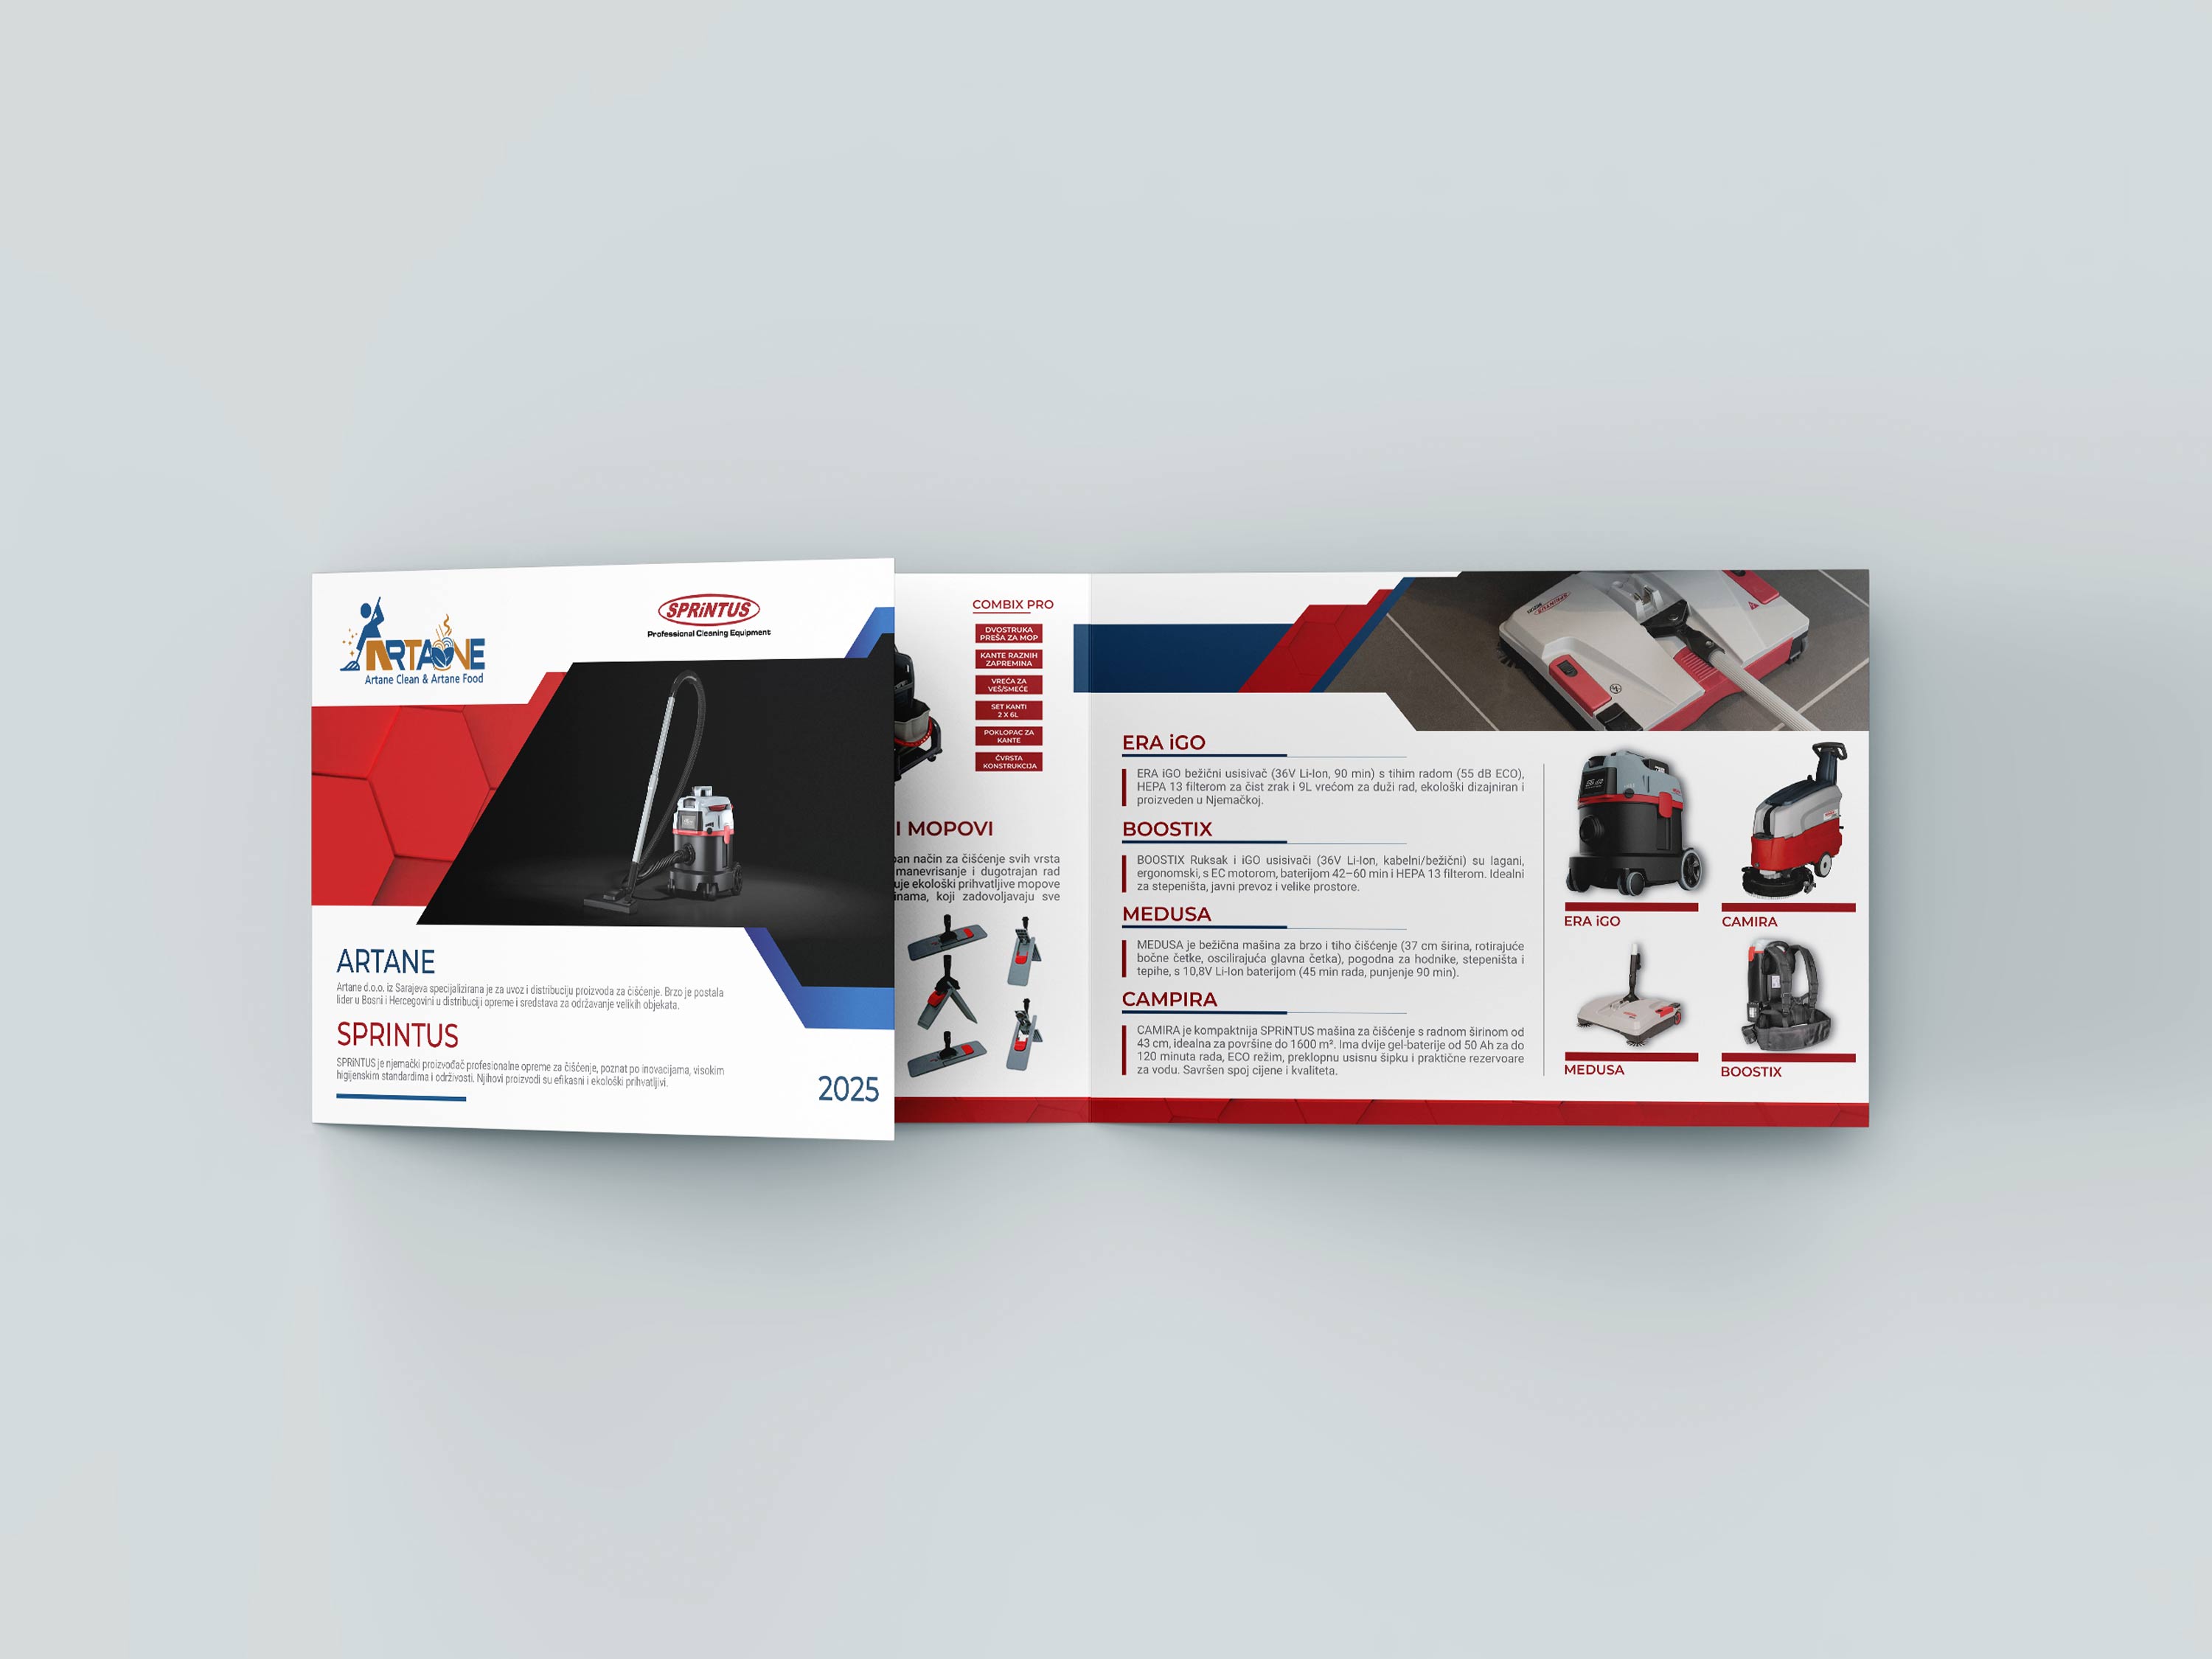 ARTANE
Artane Clean & Artane Food
SPRiNTUS
Professional Cleaning Equipment
ARTANE
Artane d.o.o. iz Sarajeva specijalizirana je za uvoz i distribuciju proizvoda za čišćenje. Brzo je postala
lider u Bosni i Hercegovini u distribuciji opreme i sredstava za održavanje velikih objekata.
SPRINTUS
SPRiNTUS je njemački proizvođač profesionalne opreme za čišćenje, poznat po inovacijama, visokim
higijenskim standardima i održivosti. Njihovi proizvodi su efikasni i ekološki prihvatljivi.
2025
COMBIX PRO
DVOSTRUKA
PREŠA ZA MOP
KANTE RAZNIH
ZAPREMINA
VREĆA ZA
VEŠ/SMEĆE
SET KANTI
2 X 6L
POKLOPAC ZA
KANTE
ČVRSTA
KONSTRUKCIJA
I MOPOVI
način za čišćenje svih vrsta
manevrisanje i dugotrajan rad
ekološki prihvatljive mopove
koji zadovoljavaju sve
ERA iGO
ERA iGO bežični usisivač (36V Li-Ion, 90 min) s tihim radom (55 dB ECO),
HEPA 13 filterom za čist zrak i 9L vrećom za duži rad, ekološki dizajniran i
proizveden u Njemačkoj.
BOOSTIX
BOOSTIX Ruksak i iGO usisivači (36V Li-Ion, kabelni/bežični) su lagani,
ergonomski, s EC motorom, baterijom 42–60 min i HEPA 13 filterom. Idealni
za stepeništa, javni prevoz i velike prostore.
MEDUSA
MEDUSA je bežična mašina za brzo i tiho čišćenje (37 cm širina, rotirajuće
bočne četke, oscilirajuća glavna četka), pogodna za hodnike, stepeništa i
tepihe, s 10,8V Li-Ion baterijom (45 min rada, punjenje 90 min).
CAMPIRA
CAMIRA je kompaktnija SPRiNTUS mašina za čišćenje s radnom širinom od
43 cm, idealna za površine do 1600 m². Ima dvije gel-baterije od 50 Ah za do
120 minuta rada, ECO režim, preklopnu usisnu šipku i praktične rezervoare
za vodu. Savršen spoj cijene i kvaliteta.
ERA iGO
CAMIRA
MEDUSA
BOOSTIX